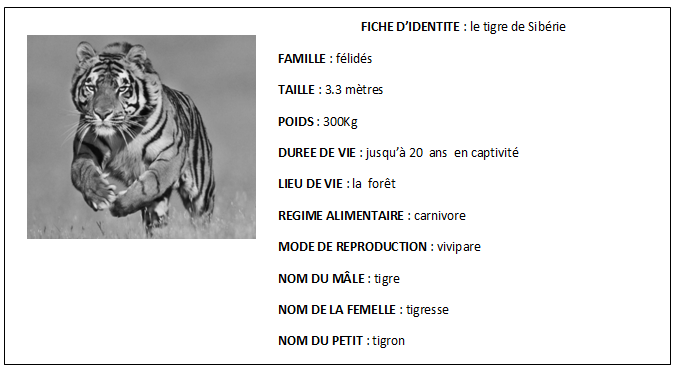 FICHE D’IDENTITE : le tigre de Sibérie
FAMILLE : félidés
TAILLE : 3.3 mètres
POIDS : 300Kg
DUREE DE VIE : jusqu’à 20 ans en captivité
LIEU DE VIE : la forêt
REGIME ALIMENTAIRE : carnivore
MODE DE REPRODUCTION : vivipare
NOM DU MÂLE : tigre
NOM DE LA FEMELLE : tigresse
NOM DU PETIT : tigron